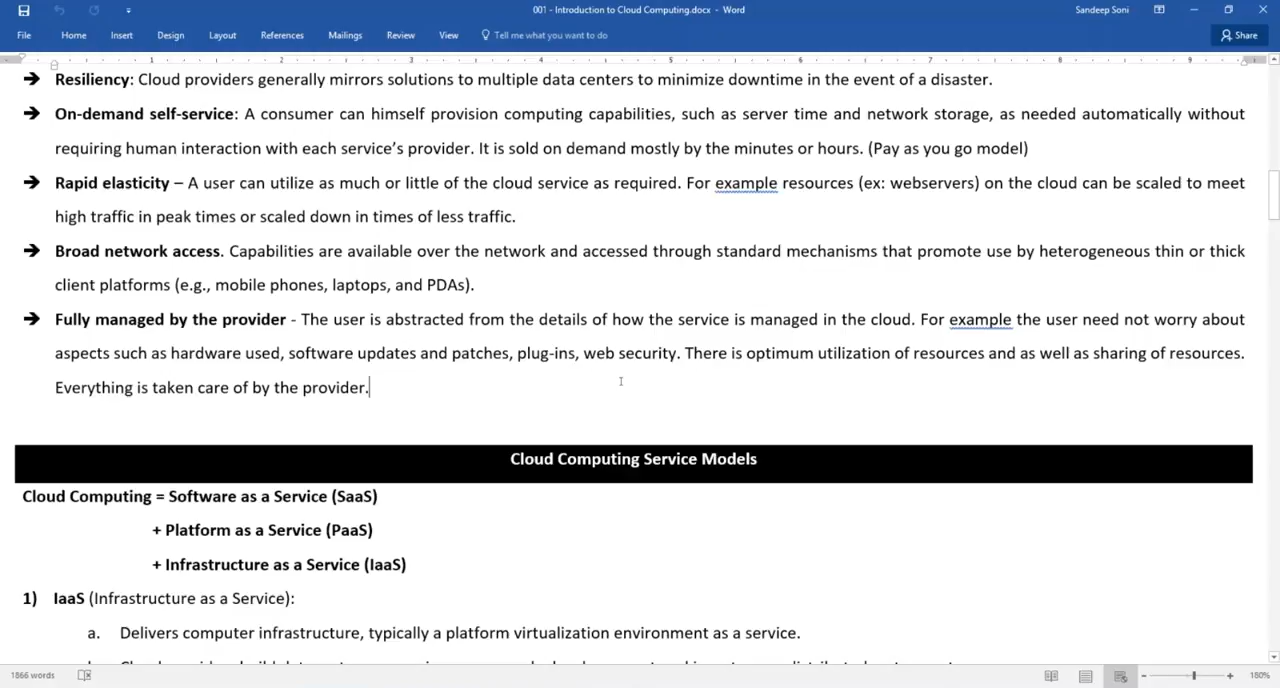 001 - Introduction to Cloud Computing.docx - Word
Sandeep Soni
File Home Insert Design Layout References Mailings Review View Tell me what you want to do Share
1 2 3 4 5 6 7 8 9
➔ Resiliency: Cloud providers generally mirrors solutions to multiple data centers to minimize downtime in the event of a disaster.
➔ On-demand self-service: A consumer can himself provision computing capabilities, such as server time and network storage, as needed automatically without
requiring human interaction with each service's provider. It is sold on demand mostly by the minutes or hours. (Pay as you go model)
➔ Rapid elasticity – A user can utilize as much or little of the cloud service as required. For example resources (ex: webservers) on the cloud can be scaled to meet
high traffic in peak times or scaled down in times of less traffic.
➔ Broad network access. Capabilities are available over the network and accessed through standard mechanisms that promote use by heterogeneous thin or thick
client platforms (e.g., mobile phones, laptops, and PDAs).
➔ Fully managed by the provider - The user is abstracted from the details of how the service is managed in the cloud. For example the user need not worry about
aspects such as hardware used, software updates and patches, plug-ins, web security. There is optimum utilization of resources and as well as sharing of resources.
Everything is taken care of by the provider.
Cloud Computing Service Models
Cloud Computing = Software as a Service (SaaS)
+ Platform as a Service (PaaS)
+ Infrastructure as a Service (IaaS)
1) IaaS (Infrastructure as a Service):
a. Delivers computer infrastructure, typically a platform virtualization environment as a service.
1866 words
180%